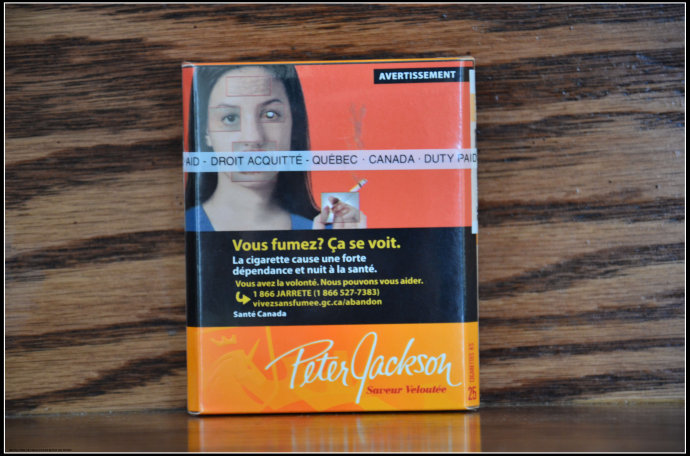 AVERTISSEMENT
AID - DROIT ACQUITTÉ - QUÉBEC · CANADA · DUTY PAID
Vous fumez? Ça se voit.
La cigarette cause une forte
dépendance et nuit à la santé.
Vous avez la volonté. Nous pouvons vous aider.
1 866 JARRETE (1 866 527-7383)
vivezsansfumee.gc.ca/abandon
Santé Canada
Peter Jackson
Saveur Veloutée
25 CIGARETTES KS